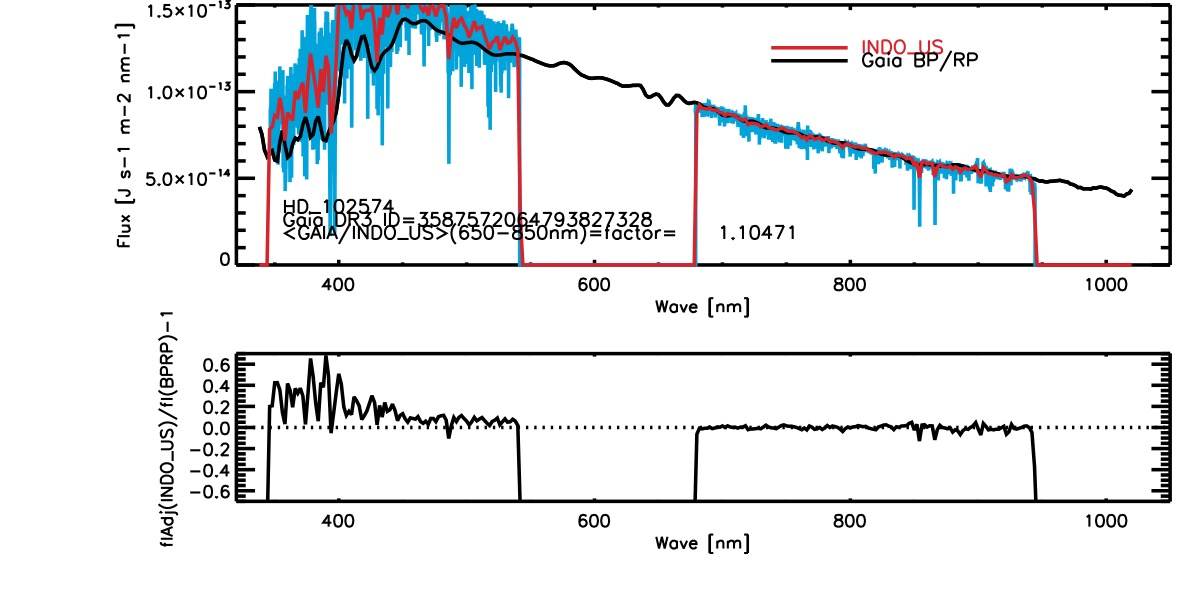 1.5×10−13
1.0×10−13
5.0×10−14
0
Flux [J s−1 m−2 nm−1]
INDO_US
Gaia BP/RP
HD_102574
Gaia DR3 ID=3587572064793827328
<GAIA/INDO_US>(650−850nm)=factor= 1.10471
400 600 800 1000
Wave [nm]
flAdj(INDO_US)/fl(BPRP)−1
0.6
0.4
0.2
0.0
−0.2
−0.4
−0.6
400 600 800 1000
Wave [nm]